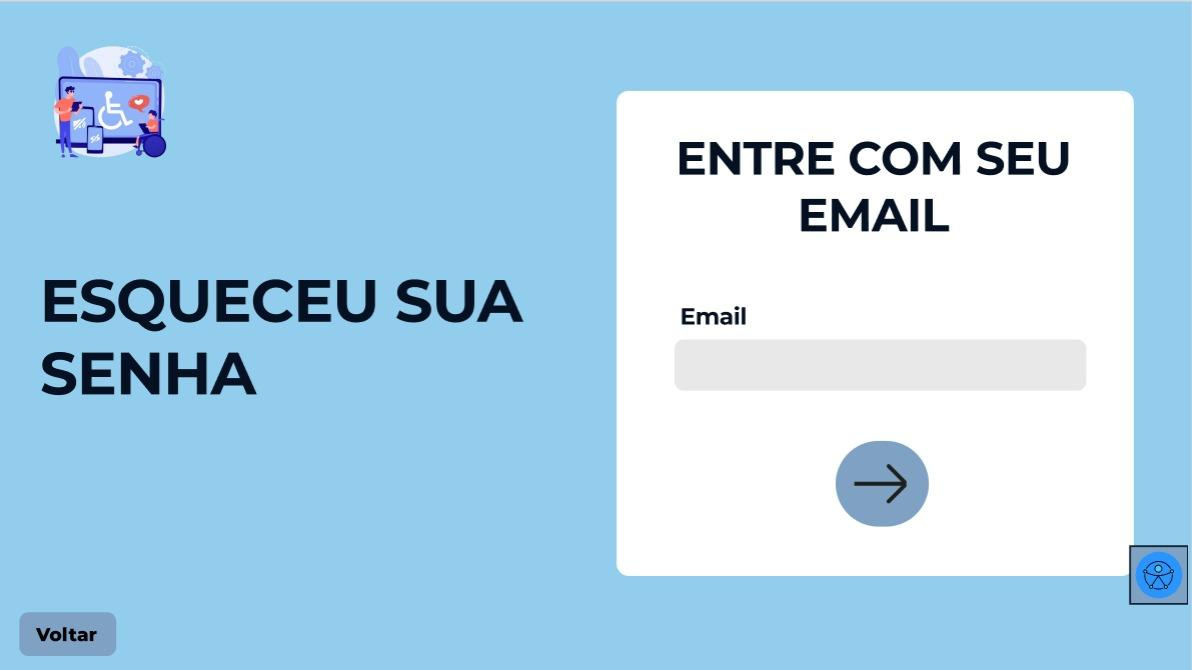 ESQUECEU SUA
SENHA
ENTRE COM SEU
EMAIL
Email
Voltar